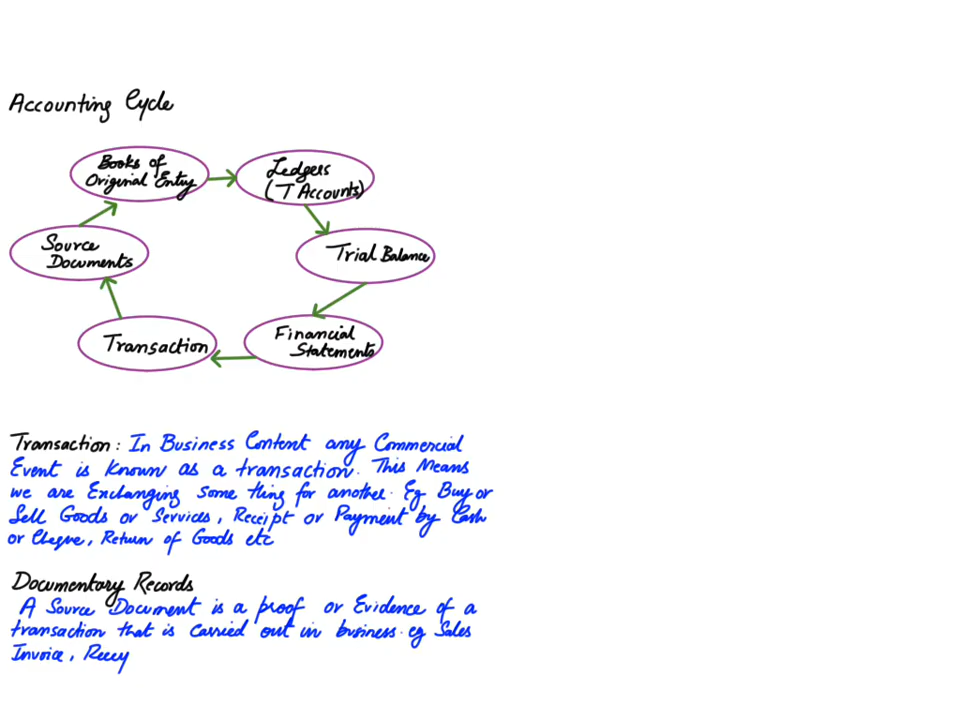 Accounting Cycle
Books of
Original Entry
Ledgers
(T Accounts)
Source
Documents
Trial Balance
Transaction
Financial
Statements
Transaction: In Business Content any Commercial
Event is known as a transaction. This Means
we are Exchanging some thing for another. Eg Buy or
Sell Goods or Services, Receipt or Payment by Cash
or Cheque, Return of Goods etc
Documentary Records
A Source Document is a proof or Evidence of a
transaction that is carried out in business. eg Sales
Invoice, Recey